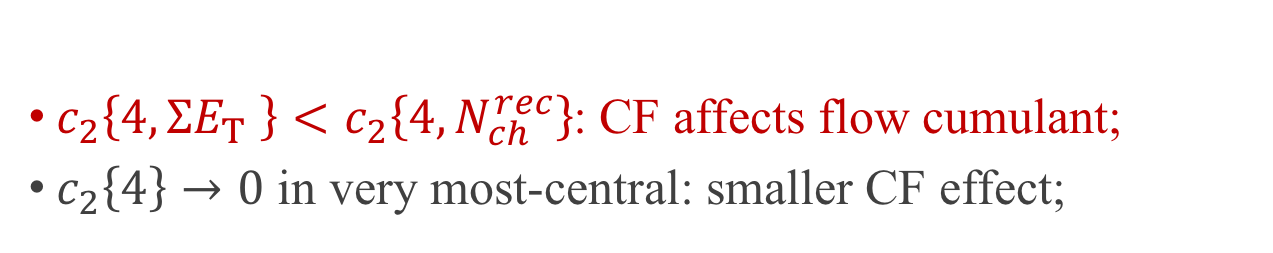 • c₂{4, ΣE_T } < c₂{4, N_ch^rec}: CF affects flow cumulant;
• c₂{4} → 0 in very most-central: smaller CF effect;